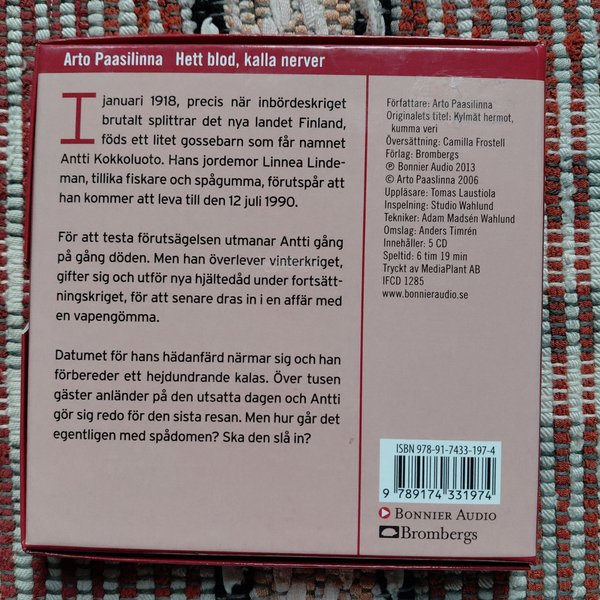 Arto Paasilinna Hett blod, kalla nerver
I januari 1918, precis när inbördeskriget
brutalt splittrar det nya landet Finland,
föds ett litet gossebarn som får namnet
Antti Kokkoluoto. Hans jordemor Linnea Linde-
man, tillika fiskare och spågumma, förutspår att
han kommer att leva till den 12 juli 1990.
För att testa förutsägelsen utmanar Antti gång
på gång döden. Men han överlever vinterkriget,
gifter sig och utför nya hjältedåd under fortsätt-
ningskriget, för att senare dras in i en affär med
en vapengömma.
Datumet för hans hädanfärd närmar sig och han
förbereder ett hejdundrande kalas. Över tusen
gäster anländer på den utsatta dagen och Antti
gör sig redo för den sista resan. Men hur går det
egentligen med spådomen? Ska den slå in?
Författare: Arto Paasilinna
Originalets titel: Kylmät hermot,
kumma veri
Översättning: Camilla Frostell
Förlag: Brombergs
℗ Bonnier Audio 2013
© Arto Paaslinna 2006
Uppläsare: Tomas Laustiola
Inspelning: Studio Wahlund
Tekniker: Adam Madsén Wahlund
Omslag: Anders Timrén
Innehåller: 5 CD
Speltid: 6 tim 19 min
Tryckt av MediaPlant AB
IFCD 1285
www.bonnieraudio.se
ISBN 978-91-7433-197-4
9 789174 331974
Bonnier Audio
Brombergs